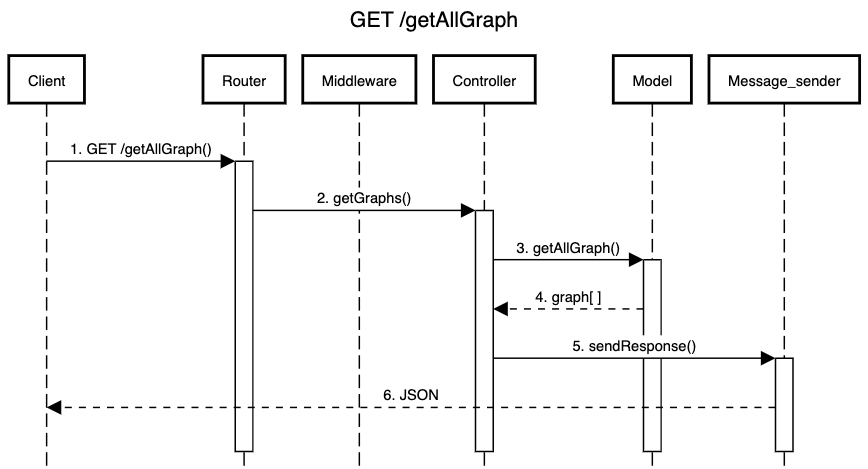 GET /getAllGraph
Client
Router
Middleware
Controller
Model
Message_sender
1. GET /getAllGraph()
2. getGraphs()
3. getAllGraph()
4. graph[ ]
5. sendResponse()
6. JSON